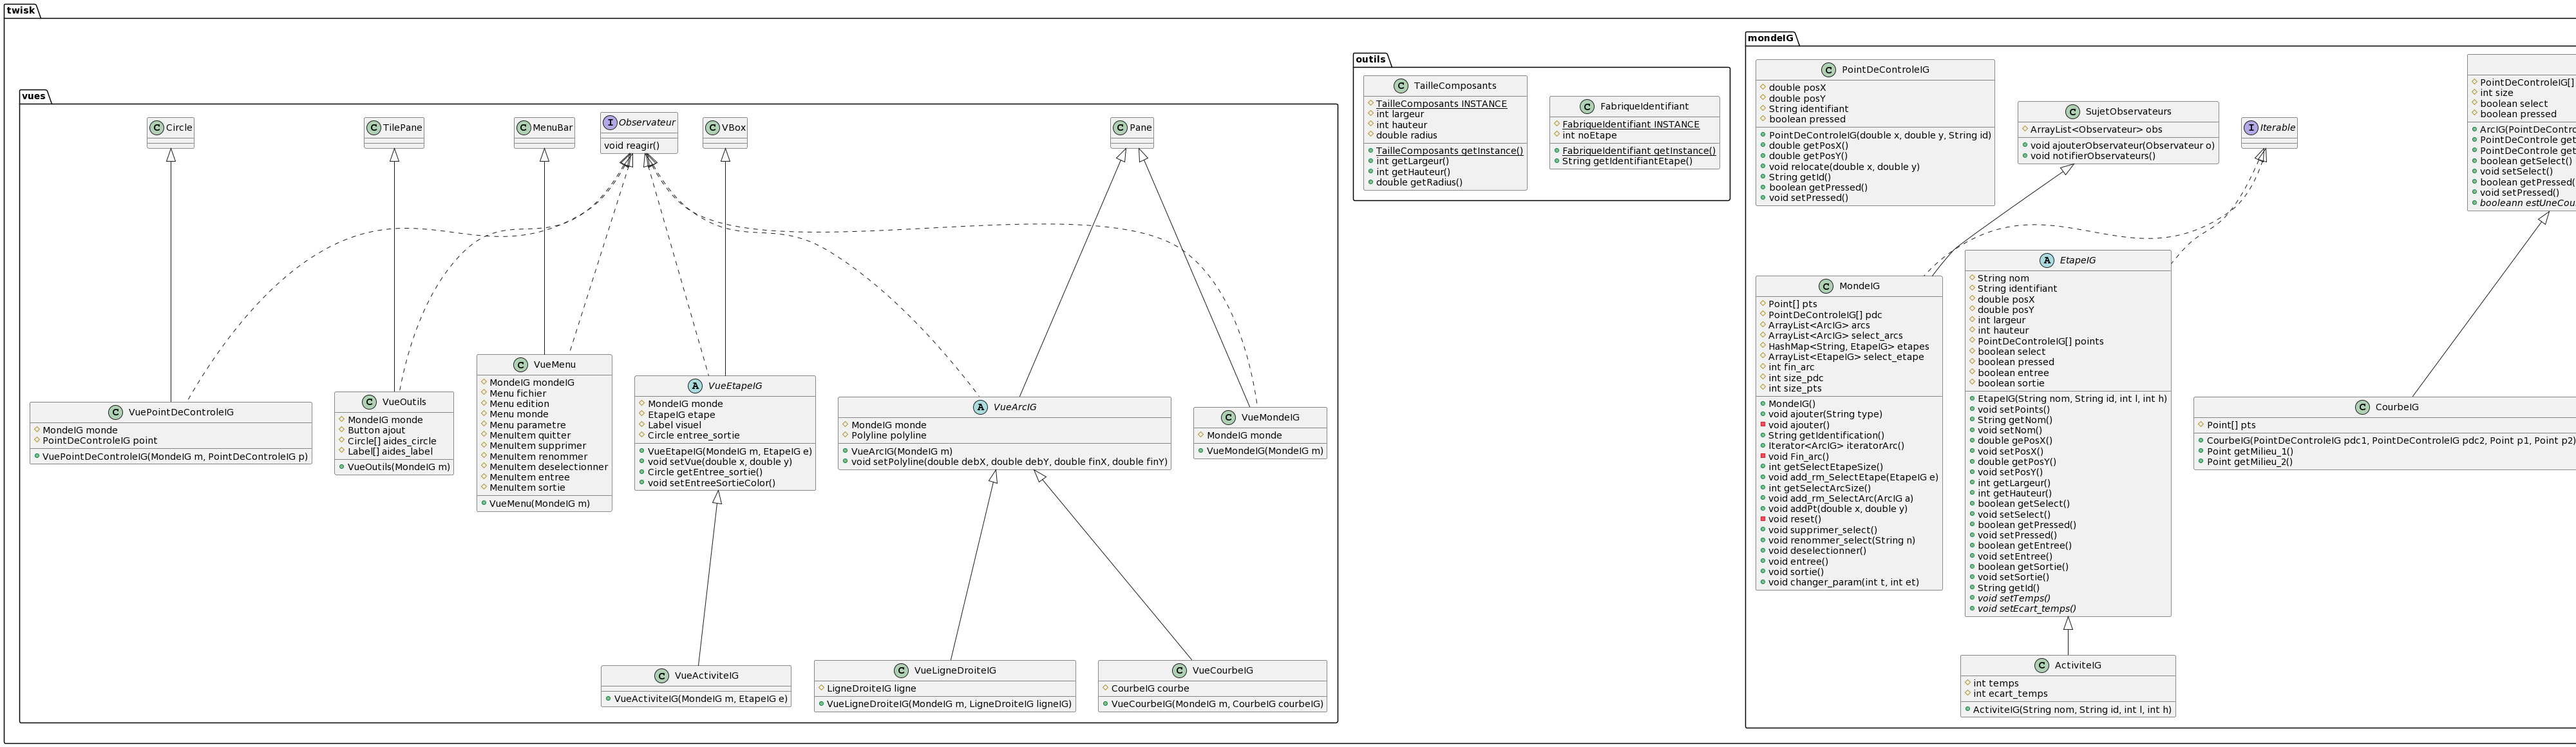 twisk
vues
Circle
TilePane
MenuBar
Observateur
void reagir()
VBox
Pane
VuePointDeControleIG
MondeIG monde
PointDeControleIG point
VuePointDeControleIG(MondeIG m, PointDeControleIG p)
VueOutils
MondeIG monde
Button ajout
Circle[] aides_circle
Label[] aides_label
VueOutils(MondeIG m)
VueMenu
MondeIG mondeIG
Menu fichier
Menu edition
Menu monde
Menu parametre
MenuItem quitter
MenuItem supprimer
MenuItem renommer
MenuItem deselectionner
MenuItem entree
MenuItem sortie
VueMenu(MondeIG m)
VueEtapeIG
MondeIG monde
EtapeIG etape
Label visuel
Circle entree_sortie
VueEtapeIG(MondeIG m, EtapeIG e)
void setVue(double x, double y)
Circle getEntree_sortie()
void setEntreeSortieColor()
VueArcIG
MondeIG monde
Polyline polyline
VueArcIG(MondeIG m)
void setPolyline(double debX, double debY, double finX, double finY)
VueMondeIG
MondeIG monde
VueMondeIG(MondeIG m)
VueActiviteIG
VueActiviteIG(MondeIG m, EtapeIG e)
VueLigneDroiteIG
LigneDroiteIG ligne
VueLigneDroiteIG(MondeIG m, LigneDroiteIG ligneIG)
VueCourbeIG
CourbeIG courbe
VueCourbeIG(MondeIG m, CourbeIG courbeIG)
outils
TailleComposants
TailleComposants INSTANCE
int largeur
int hauteur
double radius
TailleComposants getInstance()
int getLargeur()
int getHauteur()
double getRadius()
FabriqueIdentifiant
FabriqueIdentifiant INSTANCE
int noEtape
FabriqueIdentifiant getInstance()
String getIdentifiantEtape()
mondeIG
PointDeControleIG
double posX
double posY
String identifiant
boolean pressed
PointDeControleIG(double x, double y, String id)
double getPosX()
double getPosY()
void relocate(double x, double y)
String getId()
boolean getPressed()
void setPressed()
SujetObservateurs
ArrayList<Observateur> obs
void ajouterObservateur(Observateur o)
void notifierObservateurs()
Iterable
PointDeControleIG[]
int size
boolean select
boolean pressed
ArcIG(PointDeContro
PointDeControle get
PointDeControle get
boolean getSelect()
void setSelect()
boolean getPressed(
void setPressed()
booleann estUneCou
MondeIG
Point[] pts
PointDeControleIG[] pdc
ArrayList<ArcIG> arcs
ArrayList<ArcIG> select_arcs
HashMap<String, EtapeIG> etapes
ArrayList<EtapeIG> select_etape
int fin_arc
int size_pdc
int size_pts
MondeIG()
void ajouter(String type)
void ajouter()
String getIdentification()
Iterator<ArcIG> iteratorArc()
void Fin_arc()
int getSelectEtapeSize()
void add_rm_SelectEtape(EtapeIG e)
int getSelectArcSize()
void add_rm_SelectArc(ArcIG a)
void addPt(double x, double y)
void reset()
void supprimer_select()
void renommer_select(String n)
void deselectionner()
void entree()
void sortie()
void changer_param(int t, int et)
EtapeIG
String nom
String identifiant
double posX
double posY
int largeur
int hauteur
PointDeControleIG[] points
boolean select
boolean pressed
boolean entree
boolean sortie
EtapeIG(String nom, String id, int l, int h)
void setPoints()
String getNom()
void setNom()
double gePosX()
void setPosX()
double getPosY()
void setPosY()
int getLargeur()
int getHauteur()
boolean getSelect()
void setSelect()
boolean getPressed()
void setPressed()
boolean getEntree()
void setEntree()
boolean getSortie()
void setSortie()
String getId()
void setTemps()
void setEcart_temps()
CourbeIG
Point[] pts
CourbeIG(PointDeControleIG pdc1, PointDeControleIG pdc2, Point p1, Point p2)
Point getMilieu_1()
Point getMilieu_2()
ActiviteIG
int temps
int ecart_temps
ActiviteIG(String nom, String id, int l, int h)